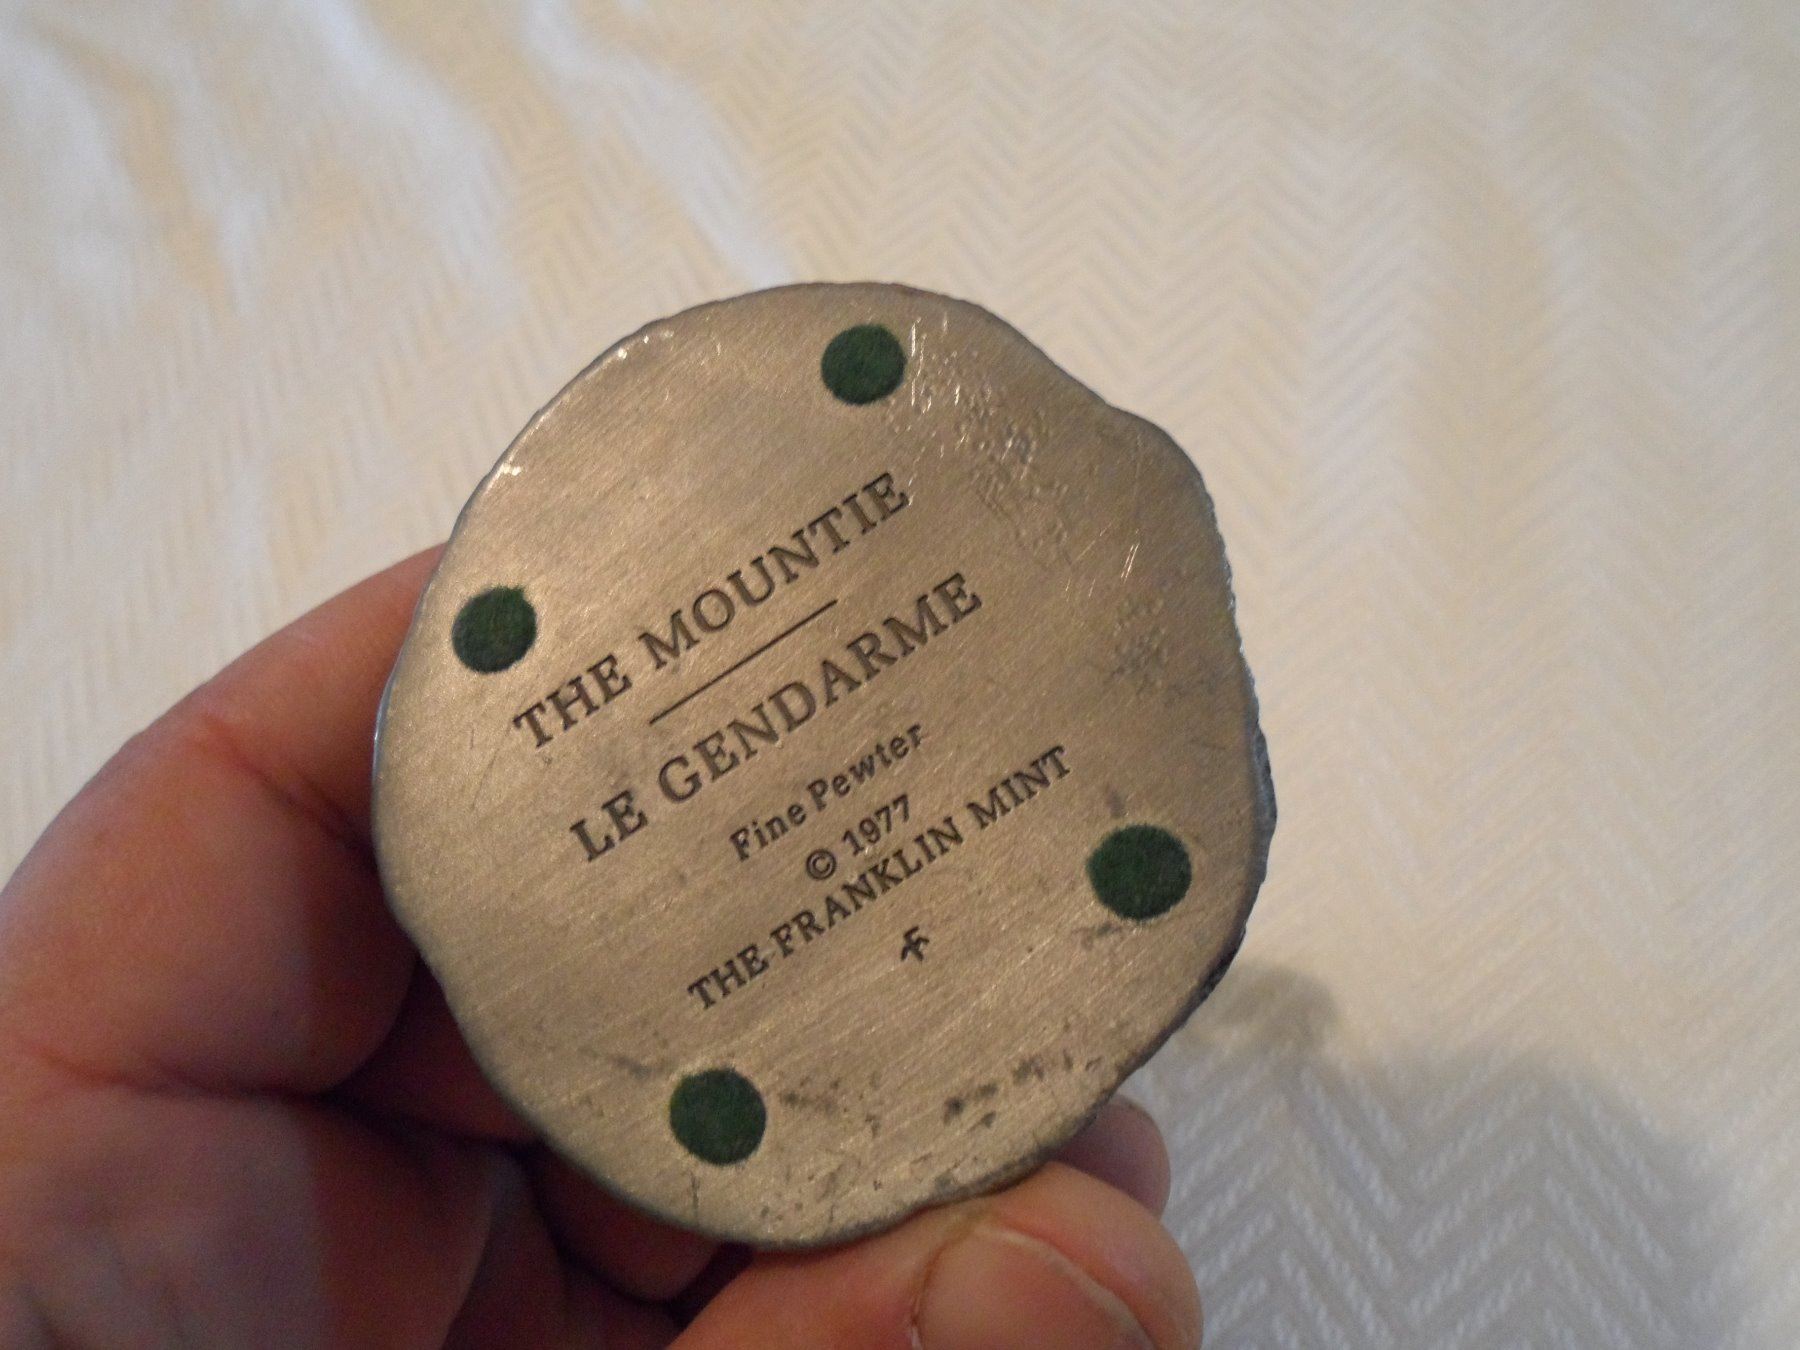 THE MOUNTIE
LE GENDARME
Fine Pewter
© 1977
THE FRANKLIN MINT